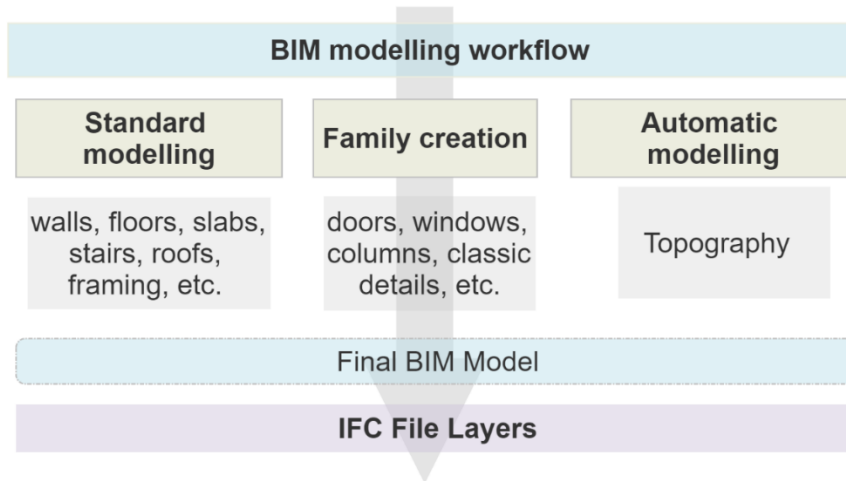 BIM modelling workflow
Standard
modelling
Family creation
Automatic
modelling
walls, floors, slabs,
stairs, roofs,
framing, etc.
doors, windows,
columns, classic
details, etc.
Topography
Final BIM Model
IFC File Layers